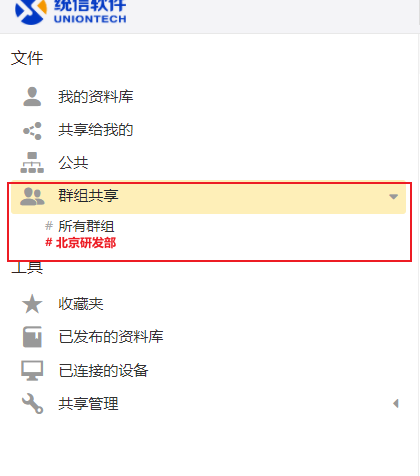 统信软件
UNIONTECH
文件
我的资料库
共享给我的
公共
群组共享
# 所有群组
# 北京研发部
工具
收藏夹
已发布的资料库
已连接的设备
共享管理